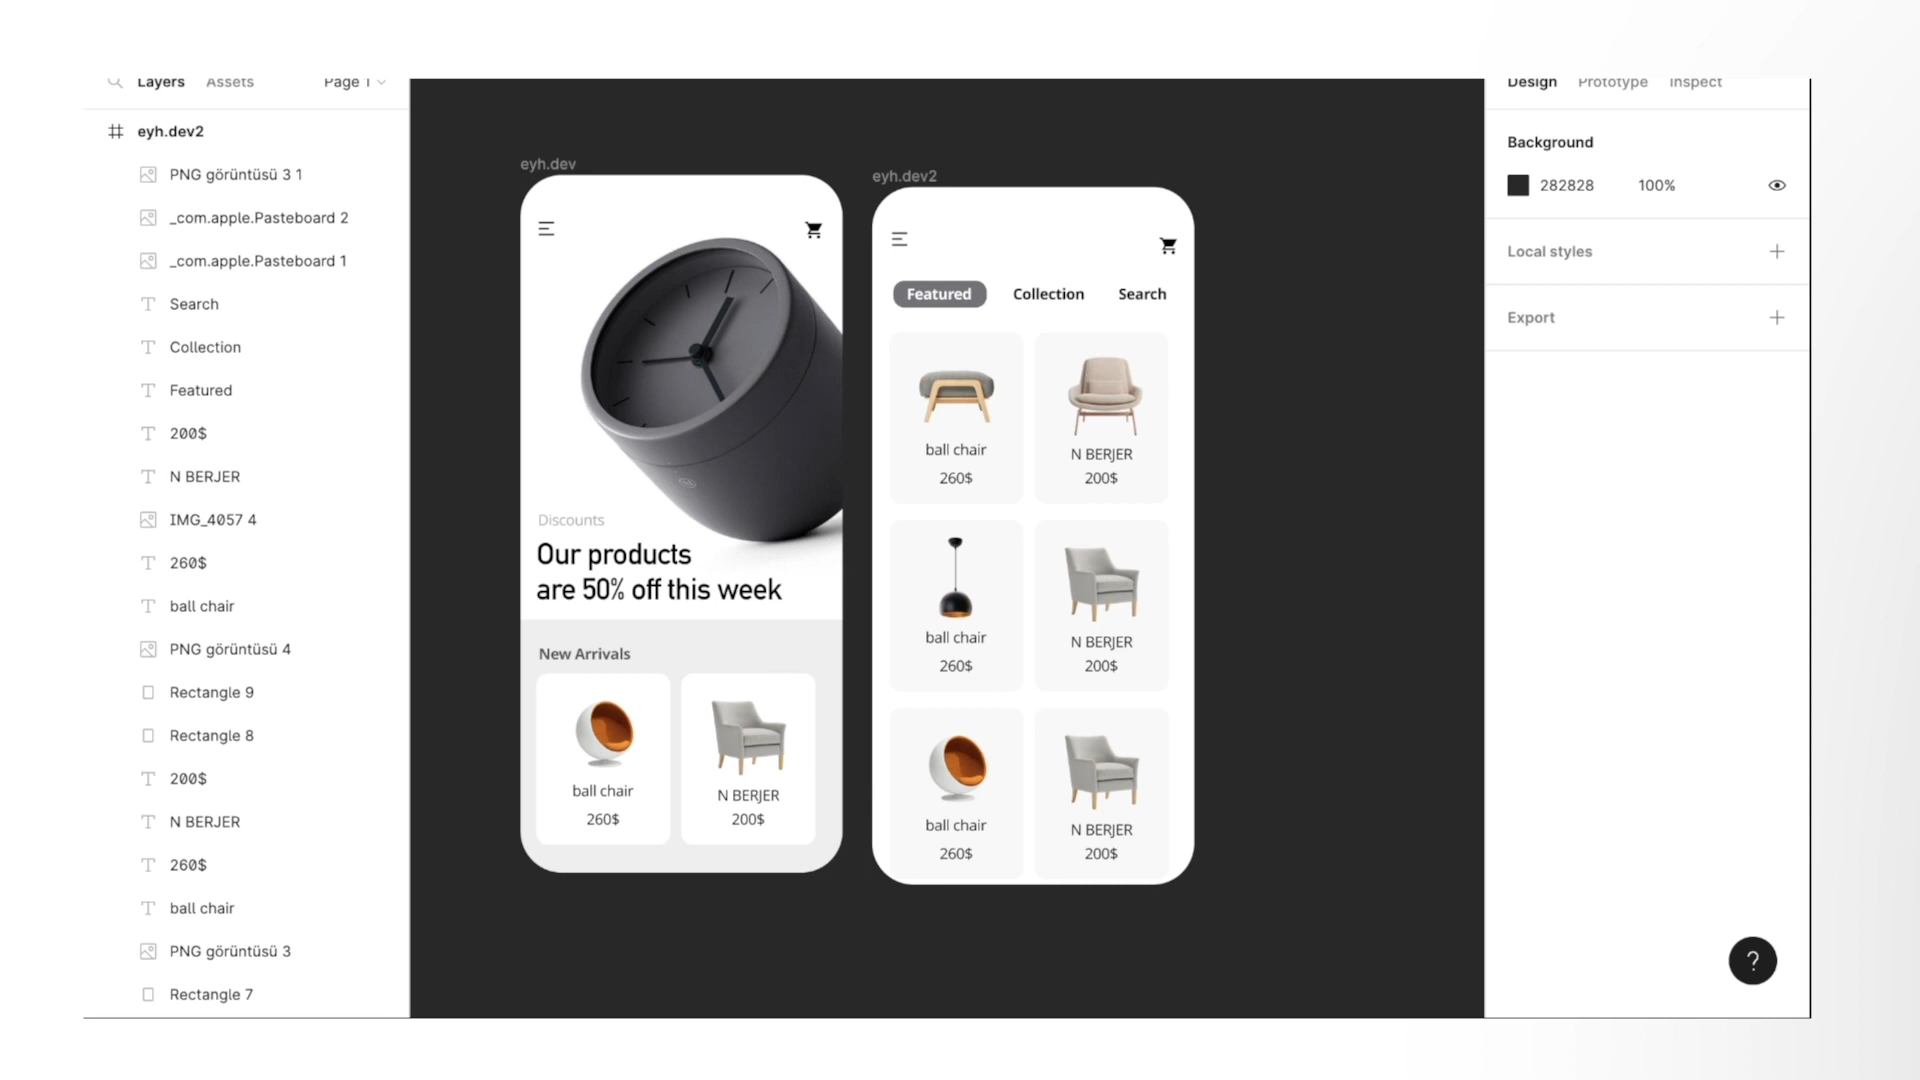 Layers Assets Page 1
eyh.dev2
PNG görüntüsü 3 1
_com.apple.Pasteboard 2
_com.apple.Pasteboard 1
Search
Collection
Featured
200$
N BERJER
IMG_4057 4
260$
ball chair
PNG görüntüsü 4
Rectangle 9
Rectangle 8
200$
N BERJER
260$
ball chair
PNG görüntüsü 3
Rectangle 7
eyh.dev
Discounts
Our products
are 50% off this week
New Arrivals
ball chair
260$
N BERJER
200$
eyh.dev2
Featured Collection Search
ball chair
260$
N BERJER
200$
ball chair
260$
N BERJER
200$
ball chair
260$
N BERJER
200$
Design Prototype Inspect
Background
282828 100%
Local styles
Export
?